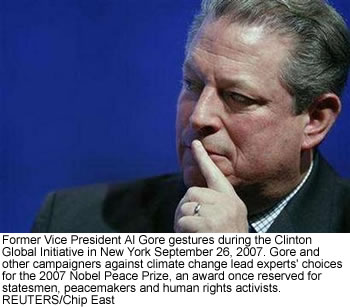 Former Vice President Al Gore gestures during the Clinton
Global Initiative in New York September 26, 2007. Gore and
other campaigners against climate change lead experts' choices
for the 2007 Nobel Peace Prize, an award once reserved for
statesmen, peacemakers and human rights activists.
REUTERS/Chip East